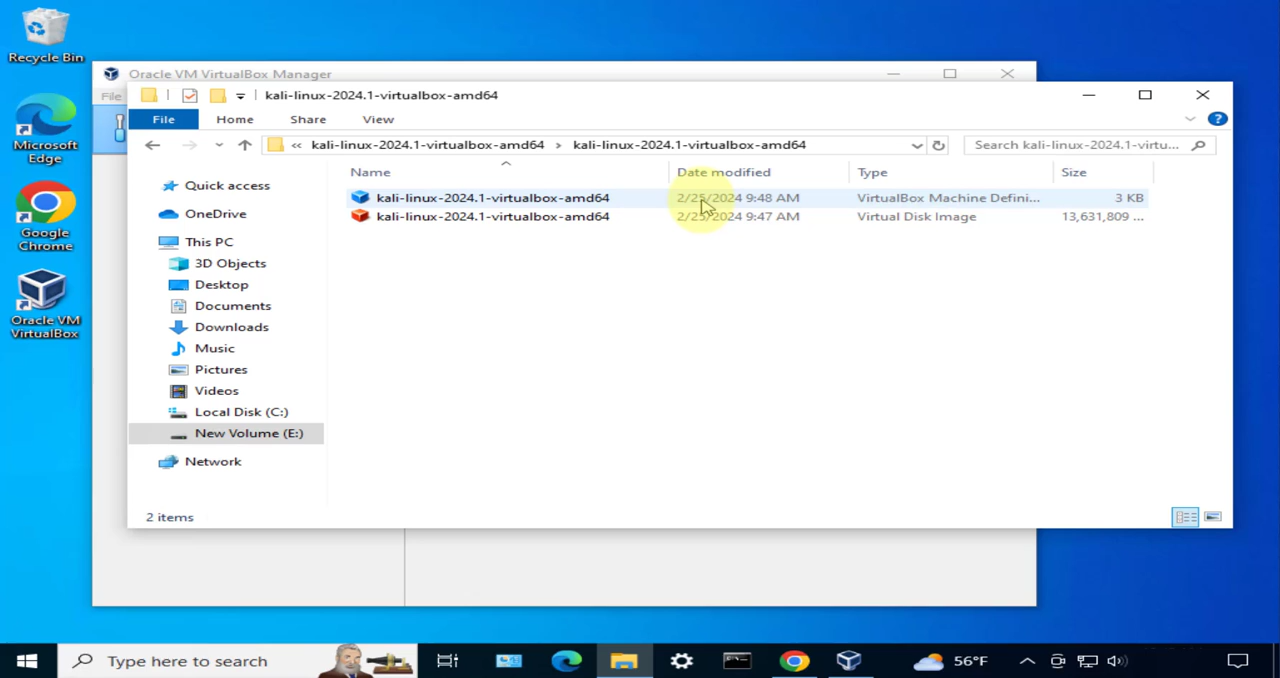 Recycle Bin
Microsoft
Edge
Google
Chrome
Oracle VM
VirtualBox
Oracle VM VirtualBox Manager
File
kali-linux-2024.1-virtualbox-amd64
File Home Share View
« kali-linux-2024.1-virtualbox-amd64 › kali-linux-2024.1-virtualbox-amd64
Search kali-linux-2024.1-virtu...
Name Date modified Type Size
kali-linux-2024.1-virtualbox-amd64 2/25/2024 9:48 AM VirtualBox Machine Defini... 3 KB
kali-linux-2024.1-virtualbox-amd64 2/25/2024 9:47 AM Virtual Disk Image 13,631,809 ...
Quick access
OneDrive
This PC
3D Objects
Desktop
Documents
Downloads
Music
Pictures
Videos
Local Disk (C:)
New Volume (E:)
Network
2 items
Type here to search
56°F